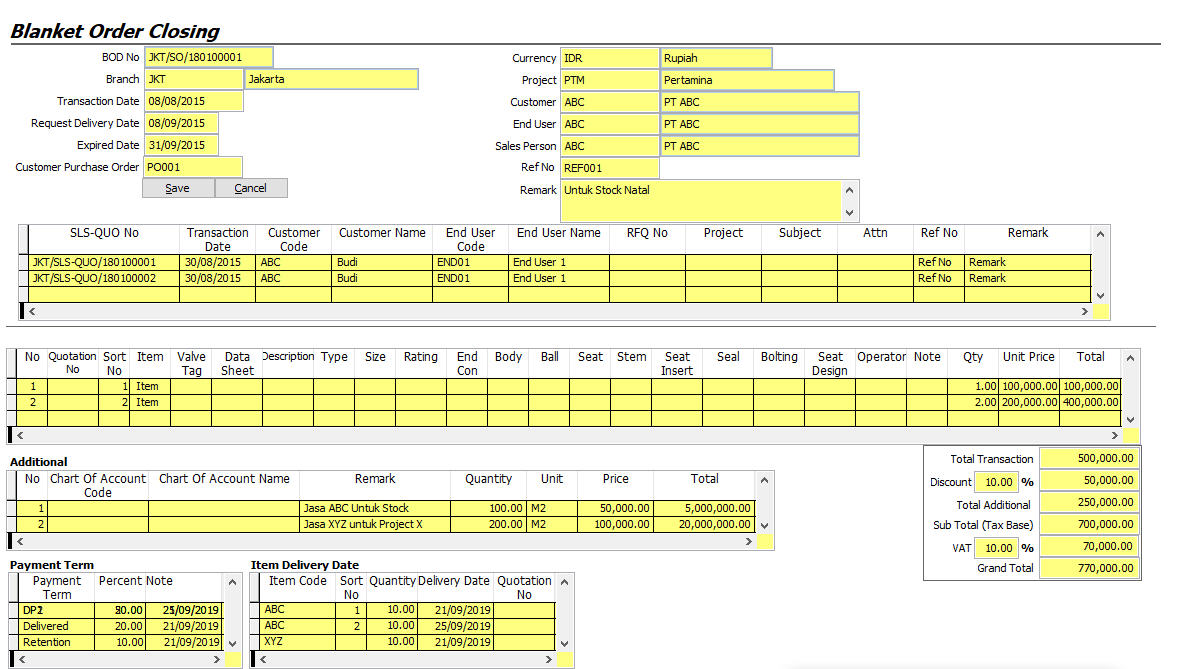 Blanket Order Closing
BOD No JKT/SO/180100001
Branch JKT Jakarta
Transaction Date 08/08/2015
Request Delivery Date 08/09/2015
Expired Date 31/09/2015
Customer Purchase Order PO001
Save Cancel
Currency IDR Rupiah
Project PTM Pertamina
Customer ABC PT ABC
End User ABC PT ABC
Sales Person ABC PT ABC
Ref No REF001
Remark Untuk Stock Natal
SLS-QUO No Transaction Date Customer Code Customer Name End User Code End User Name RFQ No Project Subject Attn Ref No Remark
JKT/SLS-QUO/180100001 30/08/2015 ABC Budi END01 End User 1 Ref No Remark
JKT/SLS-QUO/180100002 30/08/2015 ABC Budi END01 End User 1 Ref No Remark
No Quotation No Sort No Item Valve Tag Data Sheet Description Type Size Rating End Con Body Ball Seat Stem Seat Insert Seal Bolting Seat Design Operator Note Qty Unit Price Total
1 1 Item 1.00 100,000.00 100,000.00
2 2 Item 2.00 200,000.00 400,000.00
Additional
No Chart Of Account Code Chart Of Account Name Remark Quantity Unit Price Total
1 Jasa ABC Untuk Stock 100.00 M2 50,000.00 5,000,000.00
2 Jasa XYZ untuk Project X 200.00 M2 100,000.00 20,000,000.00
Total Transaction 500,000.00
Discount 10.00 % 50,000.00
Total Additional 250,000.00
Sub Total (Tax Base) 700,000.00
VAT 10.00 % 70,000.00
Grand Total 770,000.00
Payment Term
Payment Term Percent Note
Delivered 20.00 21/09/2019
Retention 10.00 21/09/2019
Item Delivery Date
Item Code Sort No Quantity Delivery Date Quotation No
ABC 1 10.00 21/09/2019
ABC 2 10.00 25/09/2019
XYZ 10.00 21/09/2019